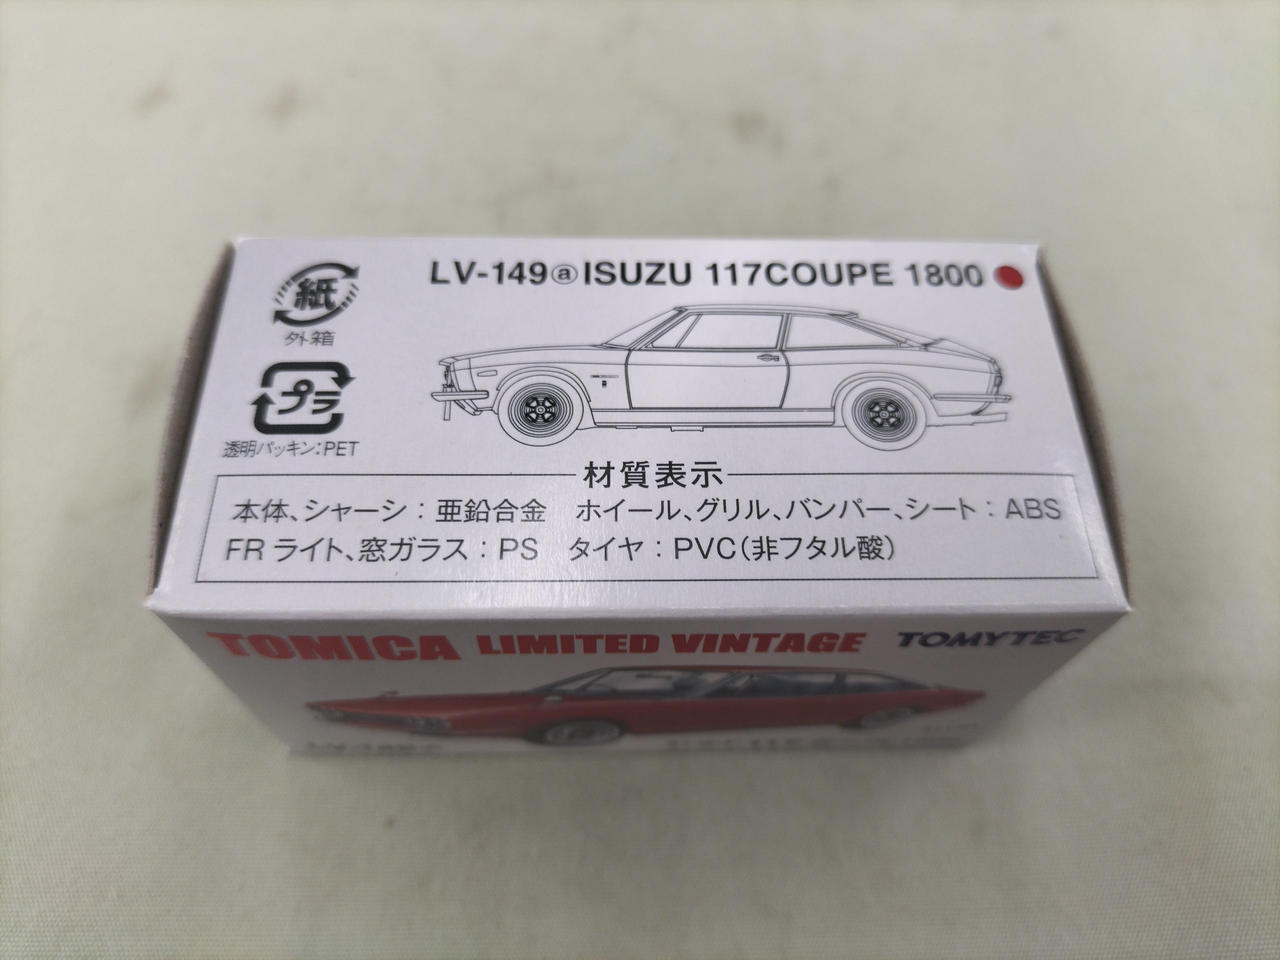 LV-149ⓐISUZU 117COUPE 1800
紙
外箱
プラ
透明パッキン:PET
材質表示
本体、シャーシ:亜鉛合金 ホイール、グリル、バンパー、シート:ABS
FRライト、窓ガラス:PS タイヤ:PVC(非フタル酸)
TOMICA LIMITED VINTAGE TOMYTEC